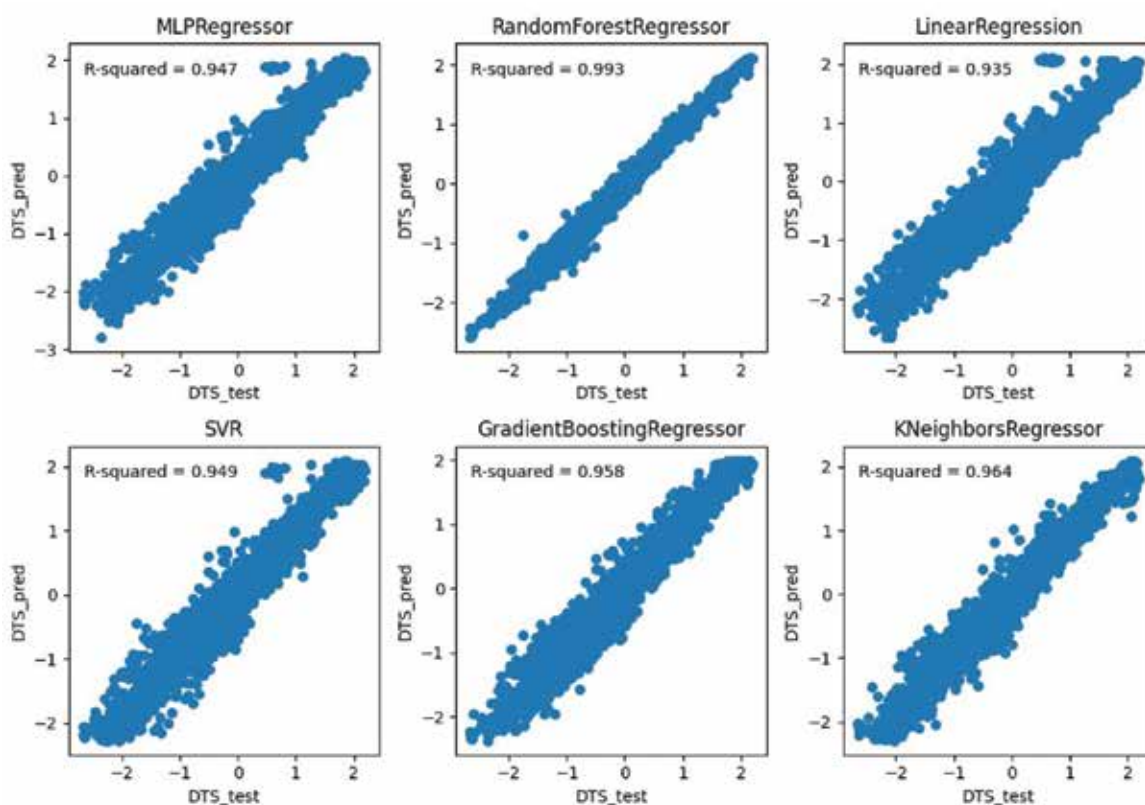 MLPRegressor
R-squared = 0.947
2
1
0
−1
−2
−3
DTS_pred
−2 −1 0 1 2
DTS_test
RandomForestRegressor
R-squared = 0.993
2
1
0
−1
−2
DTS_pred
−2 −1 0 1 2
DTS_test
LinearRegression
R-squared = 0.935
2
1
0
−1
−2
DTS_pred
−2 −1 0 1 2
DTS_test
SVR
R-squared = 0.949
2
1
0
−1
−2
DTS_pred
−2 −1 0 1 2
DTS_test
GradientBoostingRegressor
R-squared = 0.958
2
1
0
−1
−2
DTS_pred
−2 −1 0 1 2
DTS_test
KNeighborsRegressor
R-squared = 0.964
2
1
0
−1
−2
DTS_pred
−2 −1 0 1 2
DTS_test